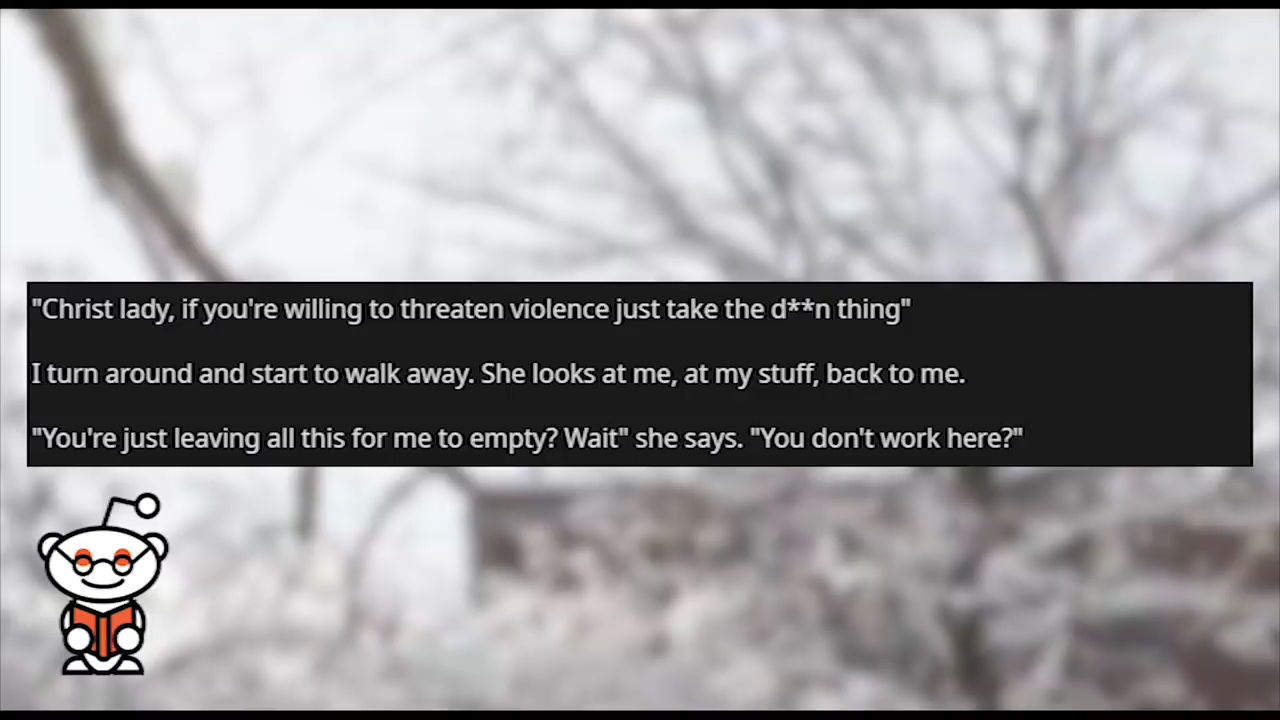 "Christ lady, if you're willing to threaten violence just take the d**n thing"
I turn around and start to walk away. She looks at me, at my stuff, back to me.
"You're just leaving all this for me to empty? Wait" she says. "You don't work here?"